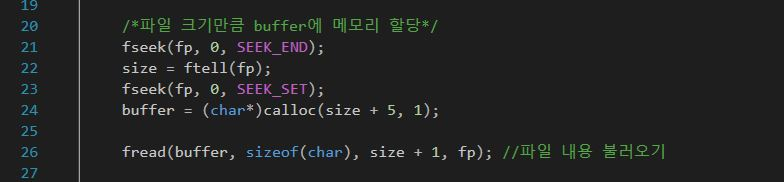 19
20 /*파일 크기만큼 buffer에 메모리 할당*/
21 fseek(fp, 0, SEEK_END);
22 size = ftell(fp);
23 fseek(fp, 0, SEEK_SET);
24 buffer = (char*)calloc(size + 5, 1);
25
26 fread(buffer, sizeof(char), size + 1, fp); //파일 내용 불러오기
27